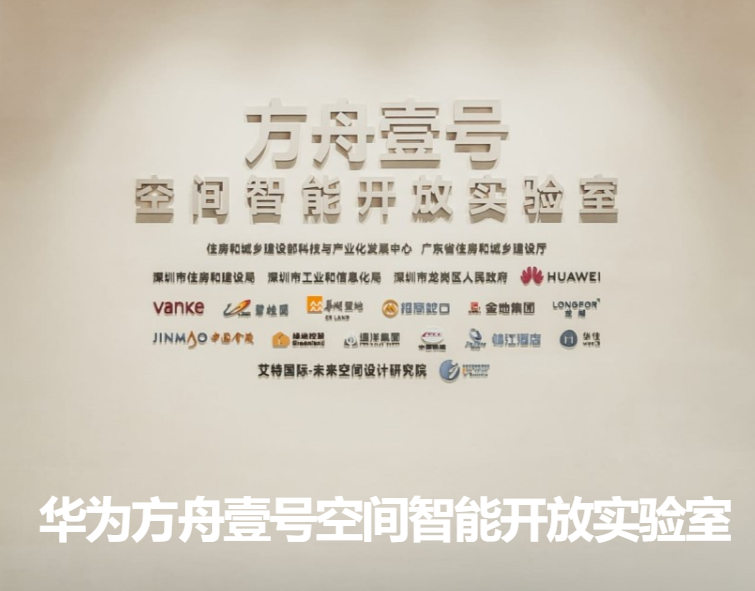 方舟壹号
空间智能开放实验室
住房和城乡建设部科技与产业化发展中心 广东省住房和城乡建设厅
深圳市住房和建设局 深圳市工业和信息化局 深圳市龙岗区人民政府 HUAWEI
vanke 碧桂园 华润置地 CR LAND 招商蛇口 金地集团 LONGFOR 龙湖
JINMAO 中国金茂 绿地控股 Greenland 远洋集团 中国铁建 锦江酒店 华住
艾特国际-未来空间设计研究院
华为方舟壹号空间智能开放实验室